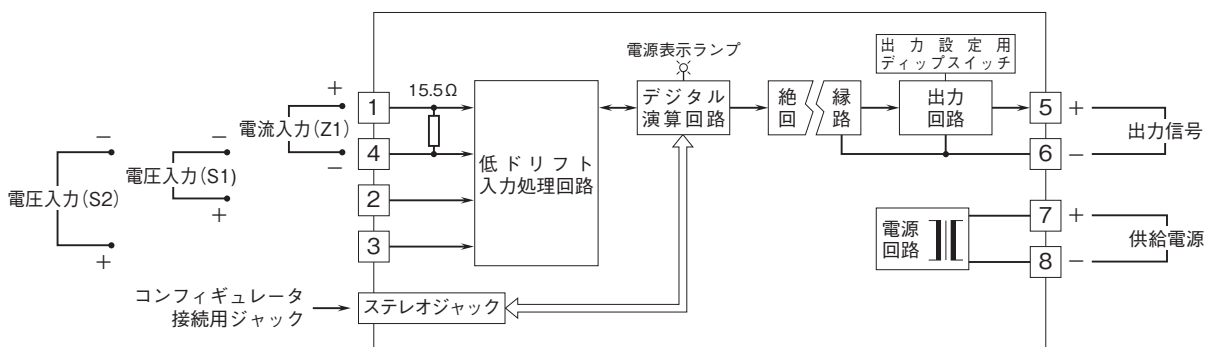 出力設定用
ディップスイッチ
電源表示ランプ
+
15.5Ω
1
電流入力(Z1)
−
4
−
電圧入力(S1)
+
−
電圧入力(S2)
+
2
3
低ドリフト
入力処理回路
デジタル
演算回路
絶縁
回路
出力
回路
5
+
出力信号
6
−
電源
回路
7
+
供給電源
8
−
コンフィギュレータ
接続用ジャック
ステレオジャック